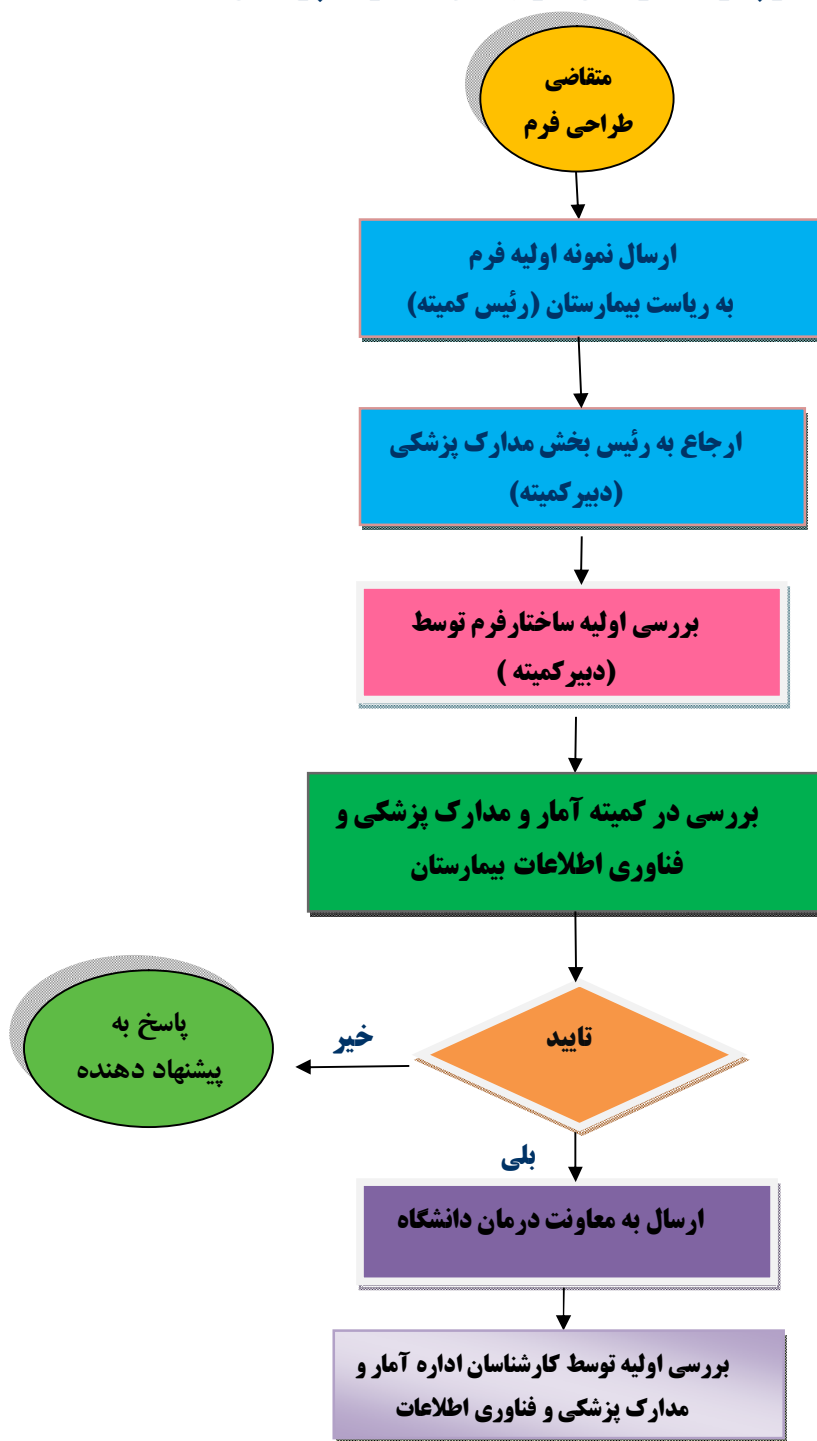 متقاضی
طراحی فرم
ارسال نمونه اولیه فرم
به ریاست بیمارستان (رئیس کمیته)
ارجاع به رئیس بخش مدارک پزشکی
(دبیرکمیته)
بررسی اولیه ساختارفرم توسط
(دبیرکمیته )
بررسی در کمیته آمار و مدارک پزشکی و
فناوری اطلاعات بیمارستان
تایید
خیر
پاسخ به
پیشنهاد دهنده
بلی
ارسال به معاونت درمان دانشگاه
بررسی اولیه توسط کارشناسان اداره آمار و
مدارک پزشکی و فناوری اطلاعات